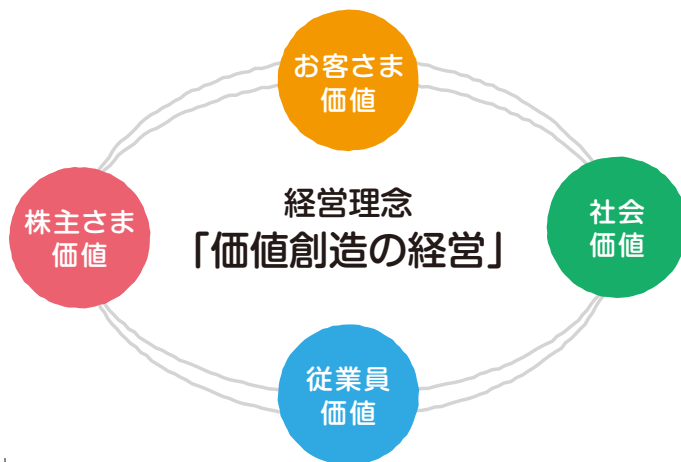 お客さま
価値
株主さま
価値
経営理念
「価値創造の経営」
社会
価値
従業員
価値